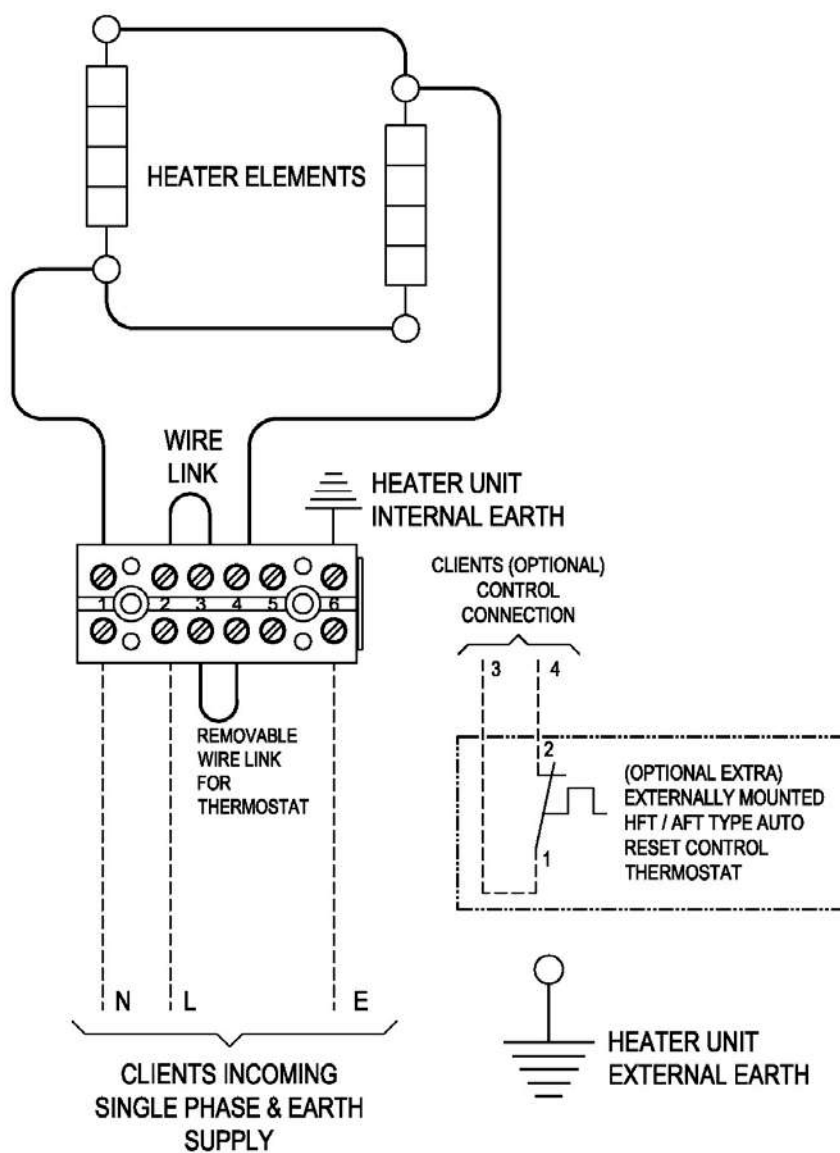 HEATER ELEMENTS
WIRE
LINK
HEATER UNIT
INTERNAL EARTH
1 2 3 4 5 6
CLIENTS (OPTIONAL)
CONTROL
CONNECTION
3 4
REMOVABLE
WIRE LINK
FOR
THERMOSTAT
2
1
(OPTIONAL EXTRA)
EXTERNALLY MOUNTED
HFT / AFT TYPE AUTO
RESET CONTROL
THERMOSTAT
N L E
CLIENTS INCOMING
SINGLE PHASE & EARTH
SUPPLY
HEATER UNIT
EXTERNAL EARTH